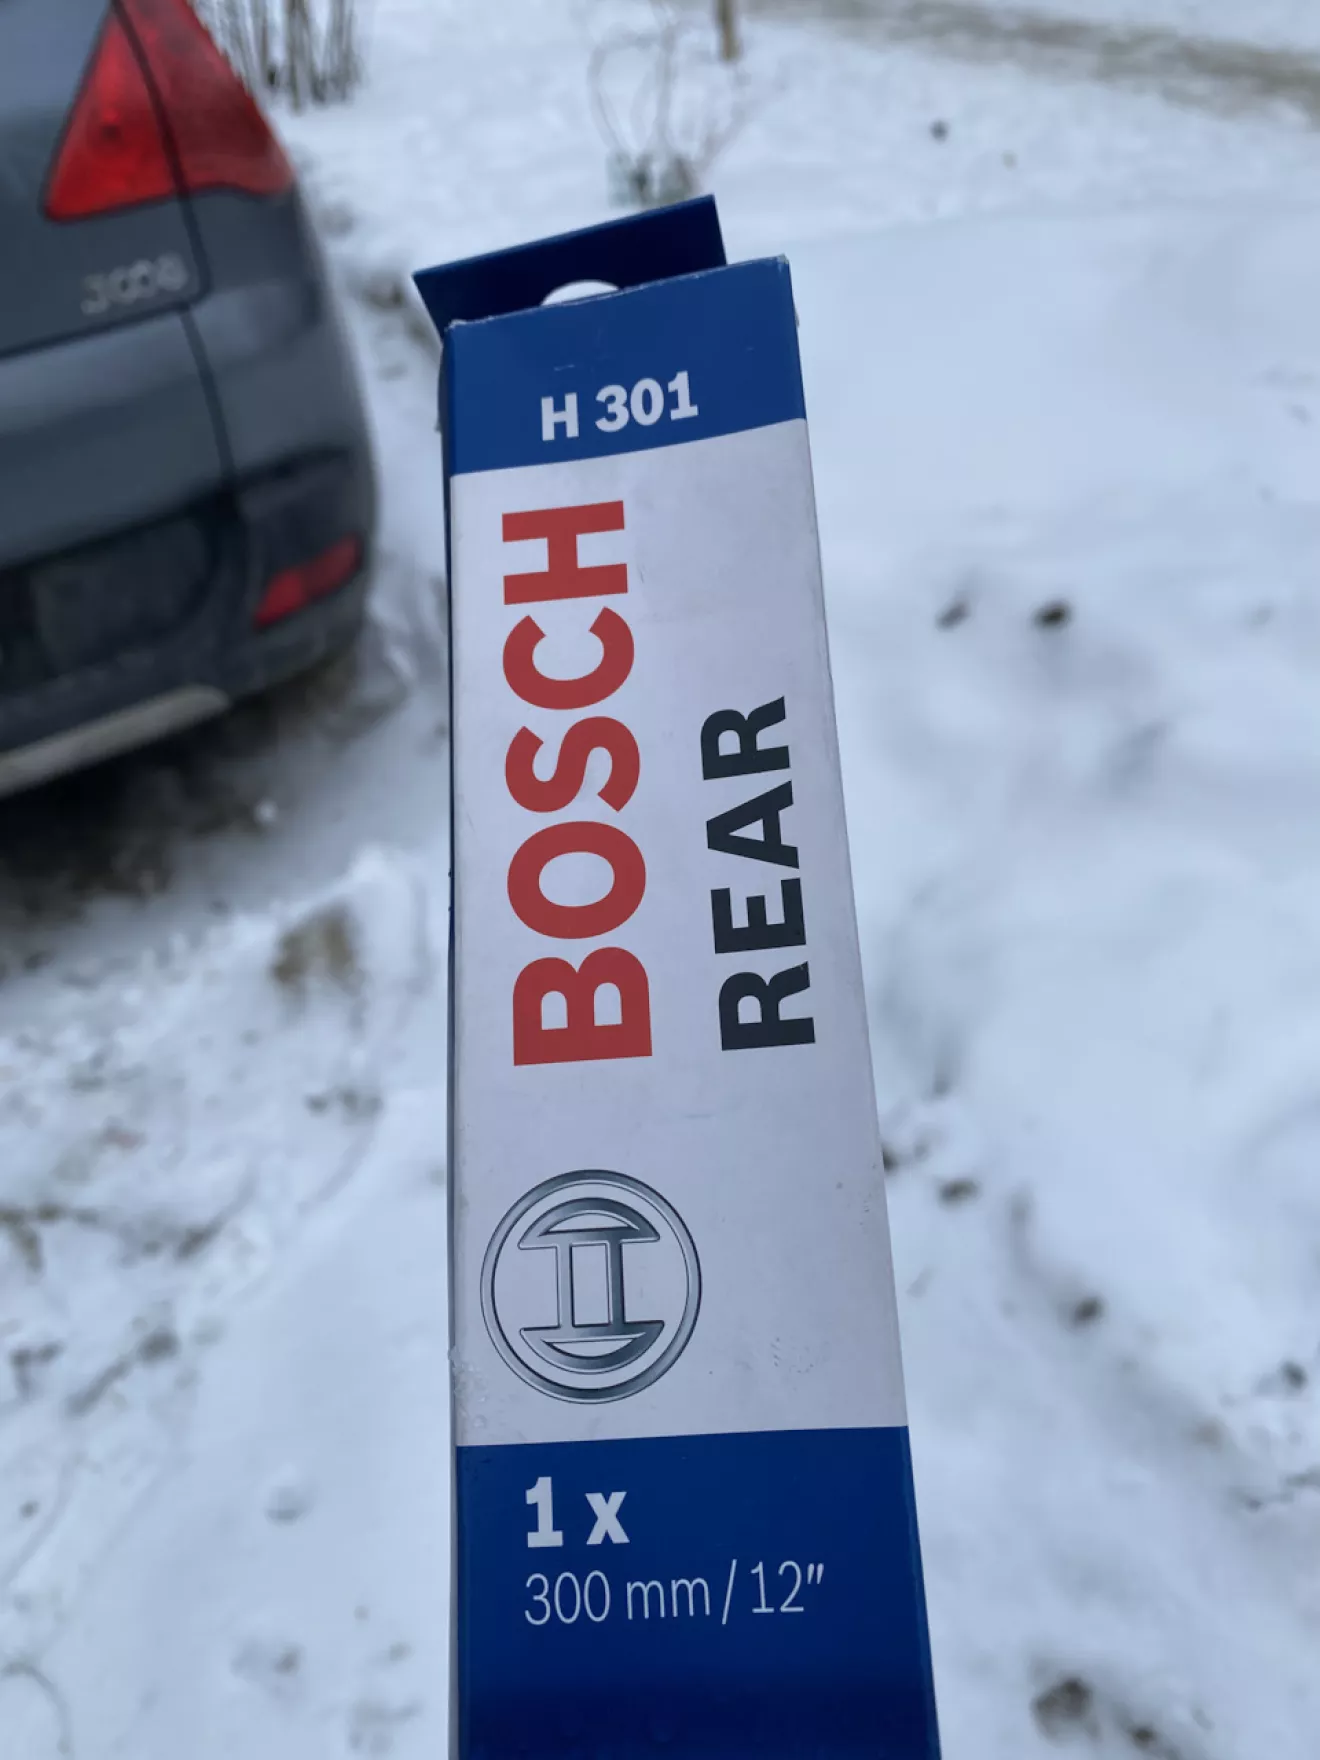 3008
H 301
BOSCH
REAR
1 x
300 mm / 12"